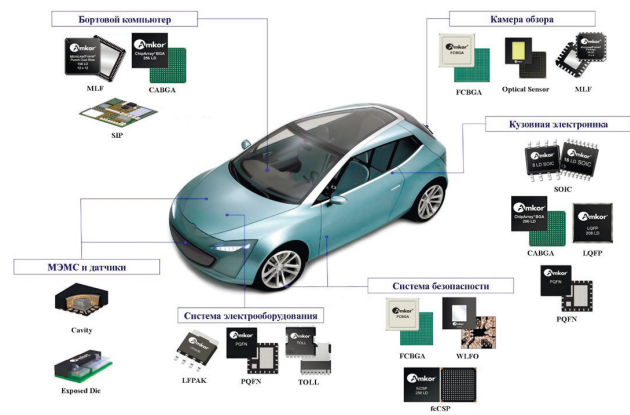 Бортовой компьютер
Amkor
MLF
Amkor
ChipArray® BGA
256 LD
CABGA
SIP
Камера обзора
Amkor
FCBGA
FCBGA
Amkor
Optical Sensor
Amkor
MLF
Кузовная электроника
Amkor
8 LD SOIC
Amkor
16 LD SOIC
SOIC
Amkor
ChipArray® BGA
256 LD
CABGA
Amkor
LQFP
208 LD
LQFP
Amkor
PQFN
PQFN
МЭМС и датчики
Cavity
Amkor
Exposed Die
Система электрооборудования
LFPAK
Amkor
PQFN
PQFN
TOLL
TOLL
Система безопасности
Amkor
FCBGA
FCBGA
Amkor
WLFO
Amkor
fcCSP
fcCSP